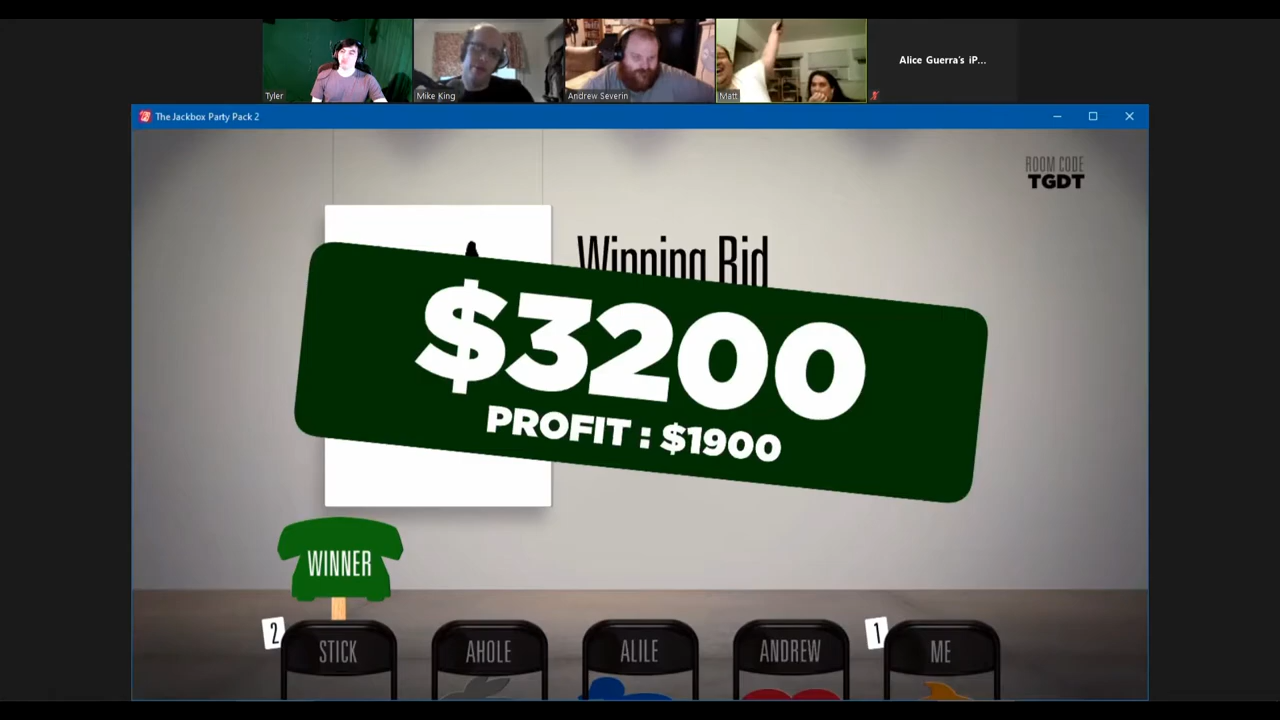 Tyler
Mike King
Andrew Severin
Matt
Alice Guerra's iP...
The Jackbox Party Pack 2
ROOM CODE
TGDT
Winning Bid
$3200
PROFIT : $1900
WINNER
2
STICK
AHOLE
ALILE
ANDREW
1
ME